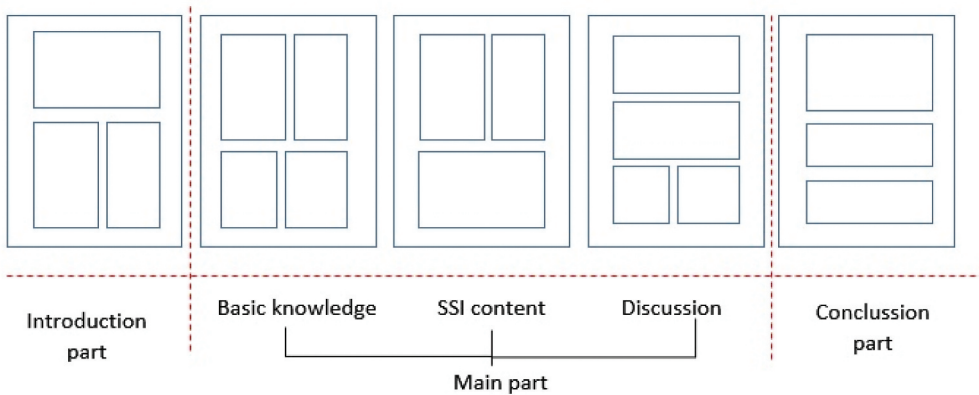 Introduction
part
Basic knowledge
SSI content
Discussion
Main part
Conclussion
part